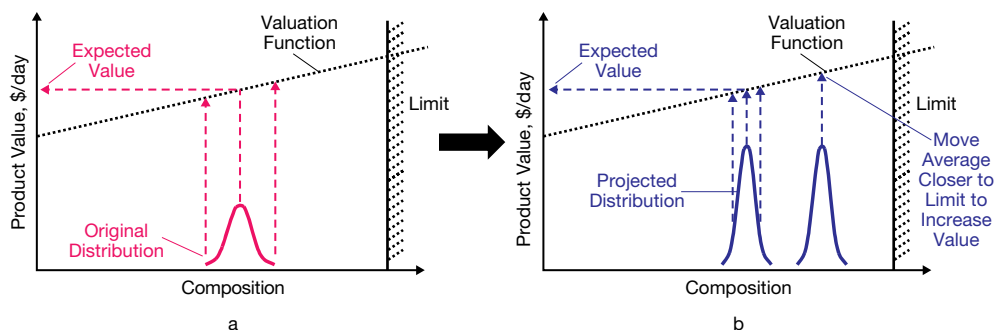 Product Value, $/day
Expected
Value
Valuation
Function
Limit
Original
Distribution
Composition
a
Product Value, $/day
Expected
Value
Valuation
Function
Limit
Projected
Distribution
Move
Average
Closer to
Limit to
Increase
Value
Composition
b